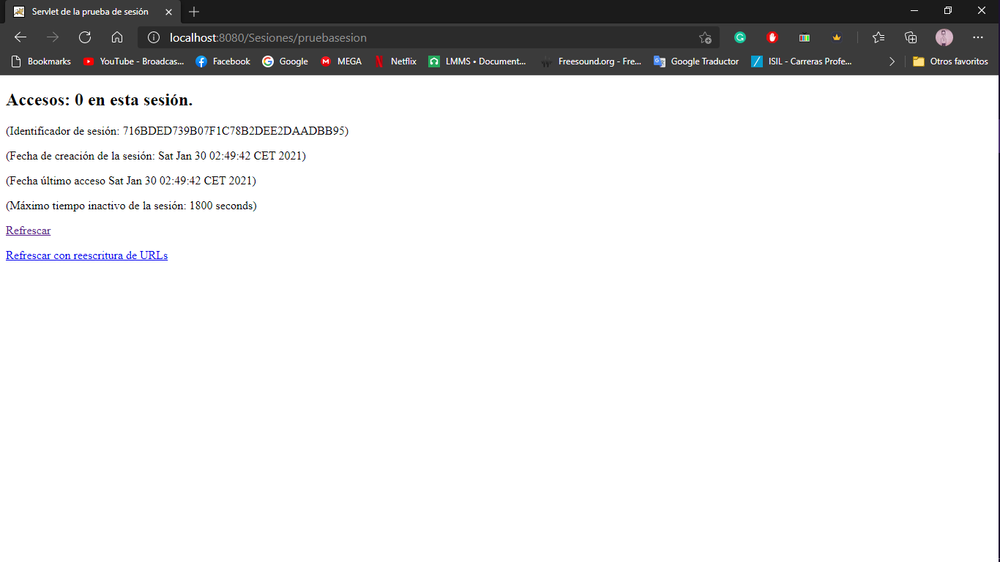 Servlet de la prueba de sesión
localhost:8080/Sesiones/pruebasesion
Bookmarks YouTube - Broadcas... Facebook Google MEGA Netflix LMMS • Document... Freesound.org - Fre... Google Traductor ISIL - Carreras Profe... Otros favoritos
Accesos: 0 en esta sesión.
(Identificador de sesión: 716BDED739B07F1C78B2DEE2DAADBB95)
(Fecha de creación de la sesión: Sat Jan 30 02:49:42 CET 2021)
(Fecha último acceso Sat Jan 30 02:49:42 CET 2021)
(Máximo tiempo inactivo de la sesión: 1800 seconds)
Refrescar
Refrescar con reescritura de URLs